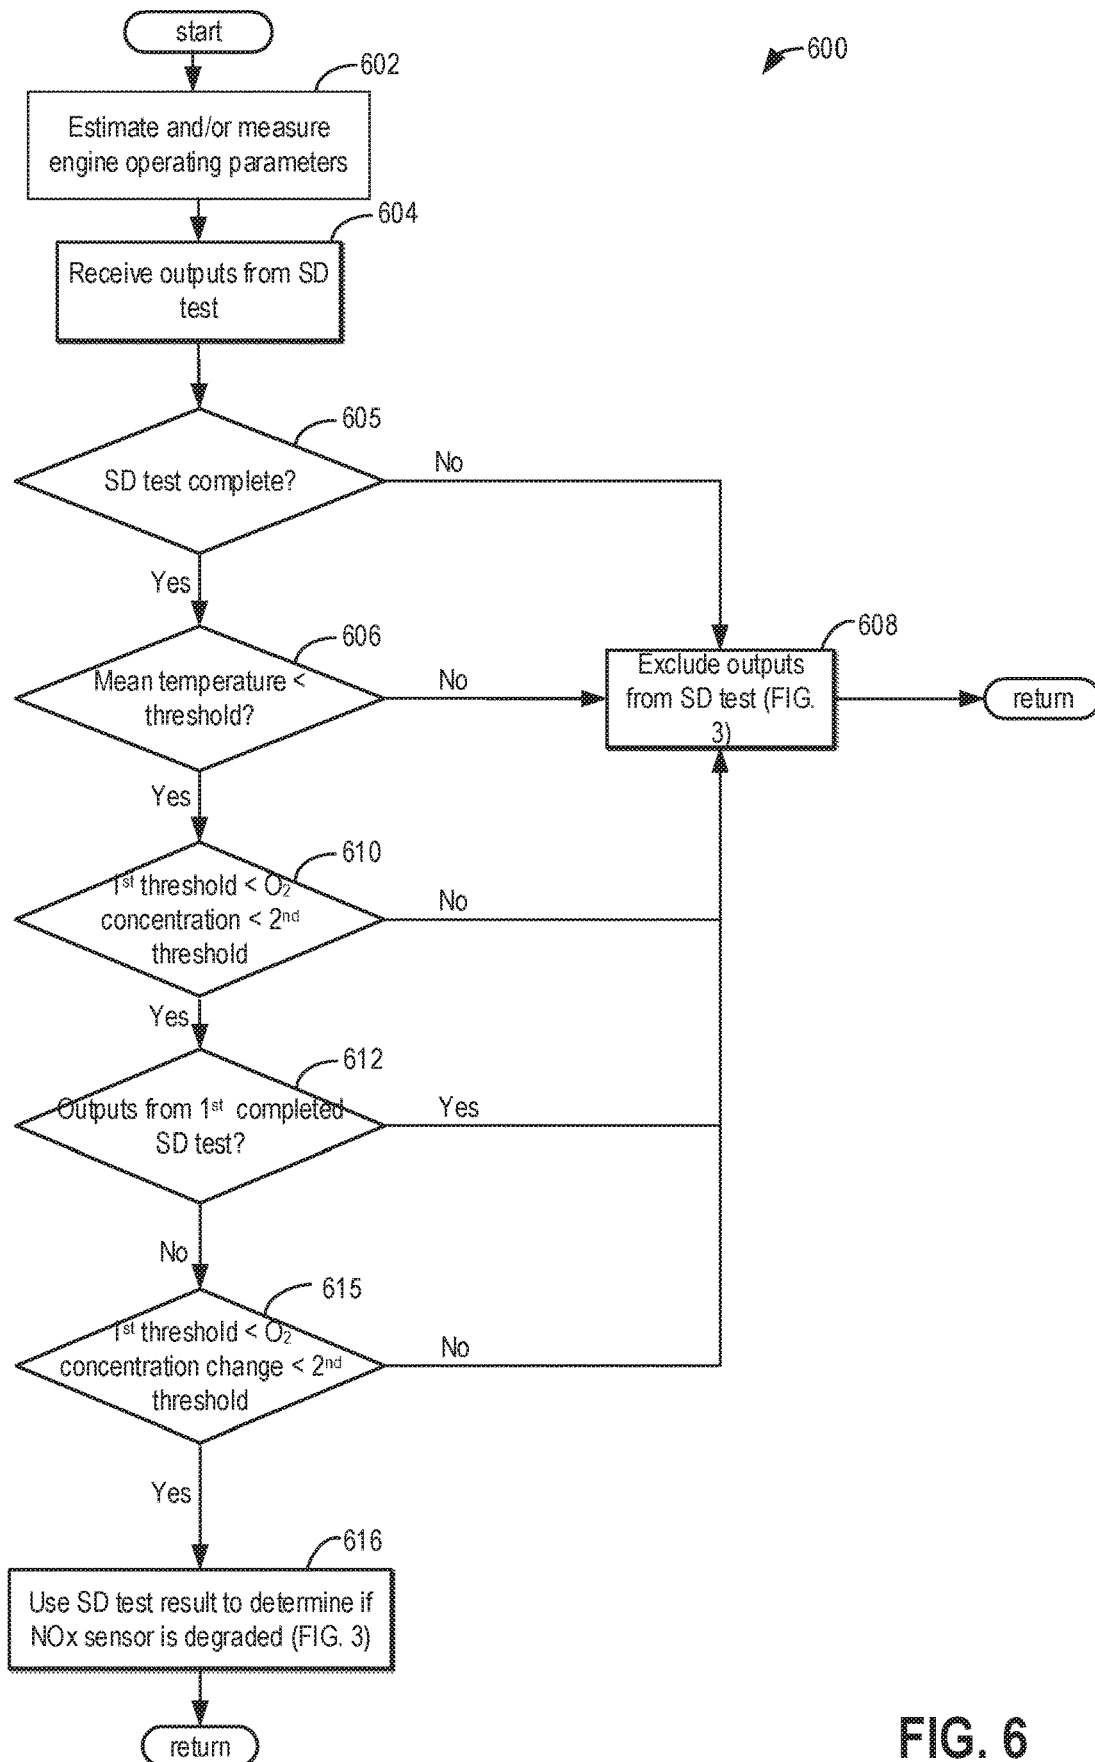 start
600
602
Estimate and/or measure
engine operating parameters
604
Receive outputs from SD
test
605
SD test complete?
No
Yes
606
Mean temperature <
threshold?
No
608
Exclude outputs
from SD test (FIG.
3)
return
Yes
610
1st threshold < O2
concentration < 2nd
threshold
No
Yes
612
Outputs from 1st completed
SD test?
Yes
No
615
1st threshold < O2
concentration change < 2nd
threshold
No
Yes
616
Use SD test result to determine if
NOx sensor is degraded (FIG. 3)
return
FIG. 6